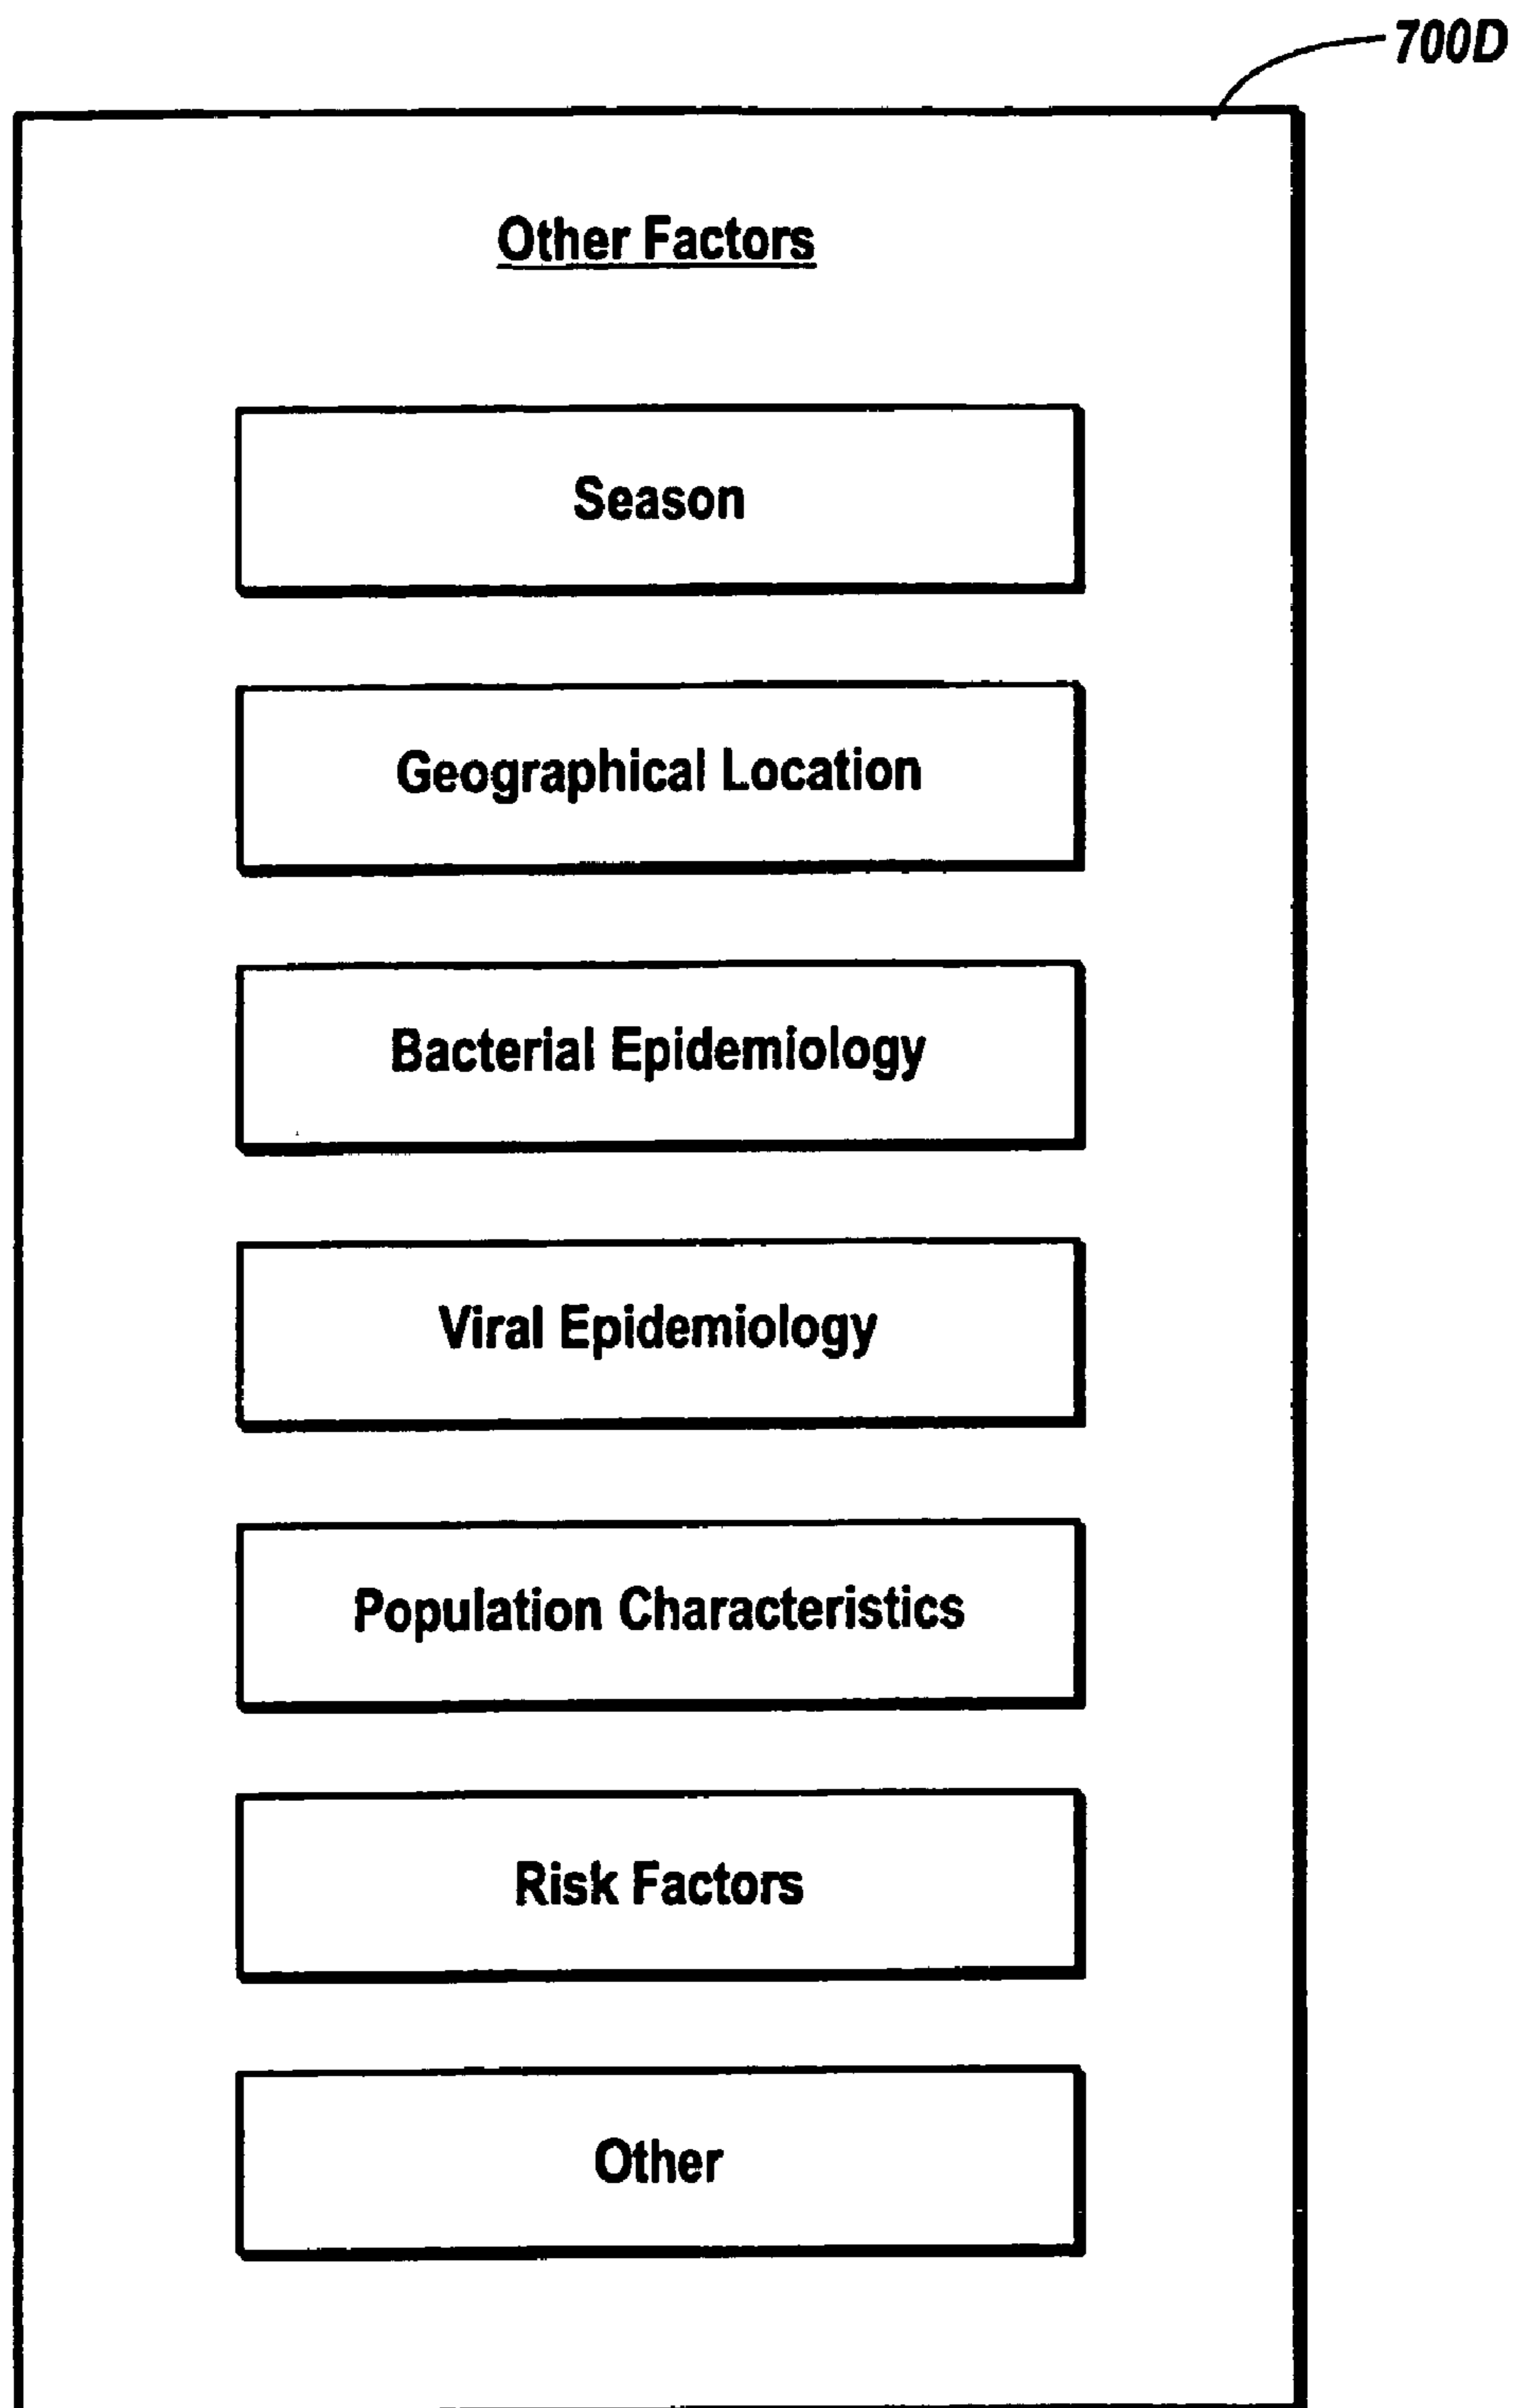 700D
Other Factors
Season
Geographical Location
Bacterial Epidemiology
Viral Epidemiology
Population Characteristics
Risk Factors
Other